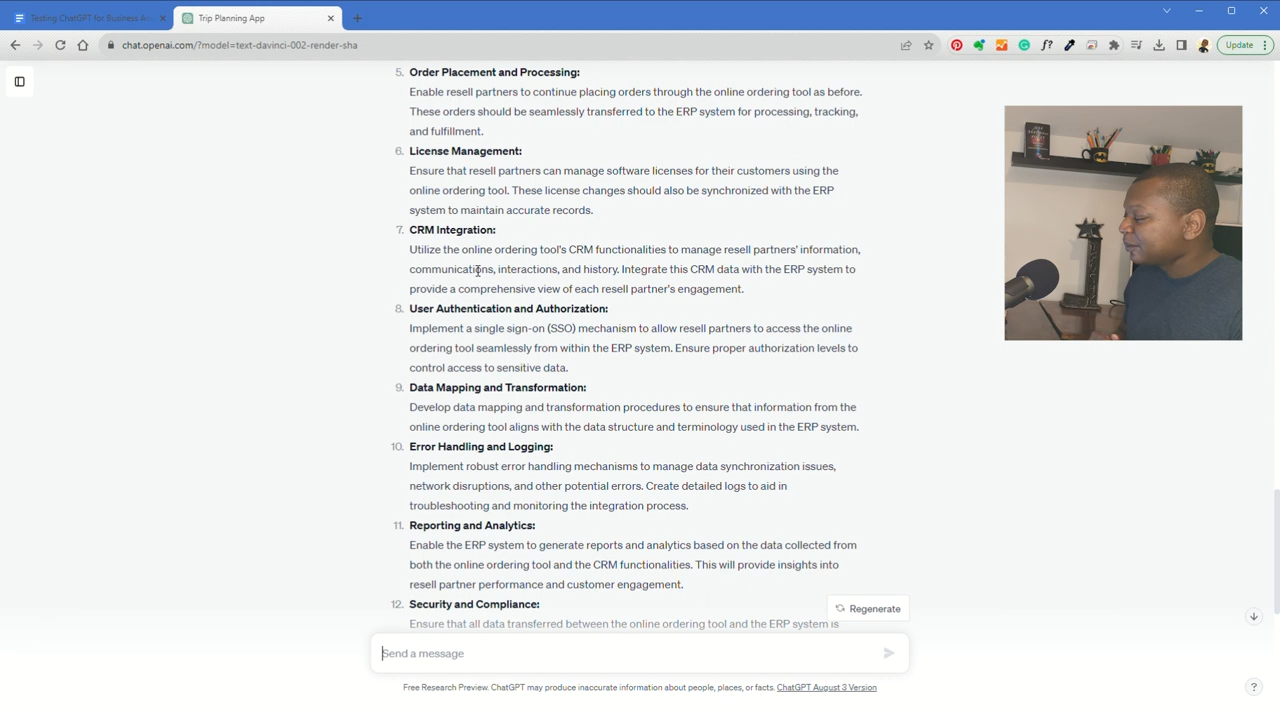 Testing ChatGPT for Business An
Trip Planning App
chat.openai.com/?model=text-davinci-002-render-sha
Update
5. Order Placement and Processing:
Enable resell partners to continue placing orders through the online ordering tool as before.
These orders should be seamlessly transferred to the ERP system for processing, tracking,
and fulfillment.
6. License Management:
Ensure that resell partners can manage software licenses for their customers using the
online ordering tool. These license changes should also be synchronized with the ERP
system to maintain accurate records.
7. CRM Integration:
Utilize the online ordering tool's CRM functionalities to manage resell partners' information,
communications, interactions, and history. Integrate this CRM data with the ERP system to
provide a comprehensive view of each resell partner's engagement.
8. User Authentication and Authorization:
Implement a single sign-on (SSO) mechanism to allow resell partners to access the online
ordering tool seamlessly from within the ERP system. Ensure proper authorization levels to
control access to sensitive data.
9. Data Mapping and Transformation:
Develop data mapping and transformation procedures to ensure that information from the
online ordering tool aligns with the data structure and terminology used in the ERP system.
10. Error Handling and Logging:
Implement robust error handling mechanisms to manage data synchronization issues,
network disruptions, and other potential errors. Create detailed logs to aid in
troubleshooting and monitoring the integration process.
11. Reporting and Analytics:
Enable the ERP system to generate reports and analytics based on the data collected from
both the online ordering tool and the CRM functionalities. This will provide insights into
resell partner performance and customer engagement.
12. Security and Compliance:
Ensure that all data transferred between the online ordering tool and the ERP system is
Regenerate
Send a message
Free Research Preview. ChatGPT may produce inaccurate information about people, places, or facts. ChatGPT August 3 Version
?